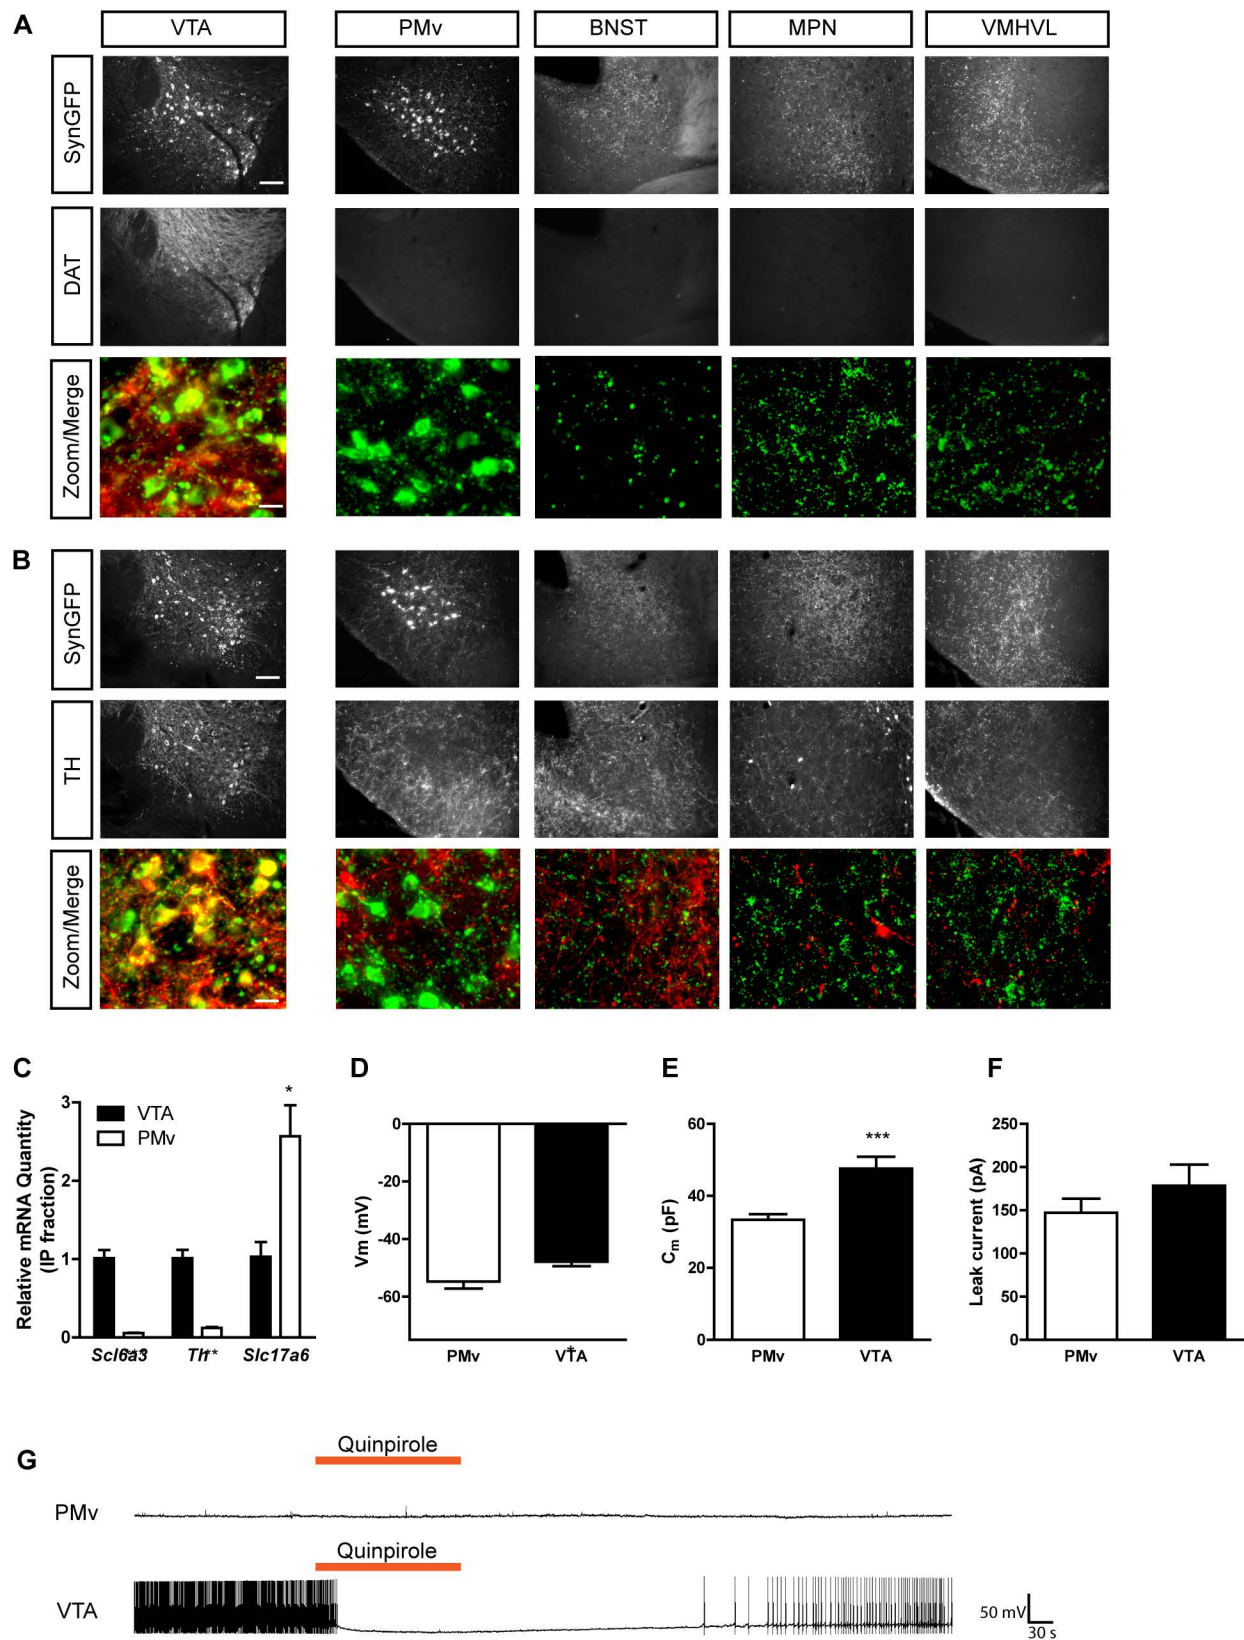 A
VTA PMv BNST MPN VMHVL
SynGFP
DAT
Zoom/Merge
B
SynGFP
TH
Zoom/Merge
C
Relative mRNA Quantity
(IP fraction)
3
2
1
0
VTA
PMv
*
Scl6a3 Th** Slc17a6
D
Vm (mV)
0
-20
-40
-60
PMv VTA
*
E
Cm (pF)
60
40
20
0
***
PMv VTA
F
Leak current (pA)
250
200
150
100
50
0
PMv VTA
G
Quinpirole
PMv
Quinpirole
VTA
50 mV
30 s